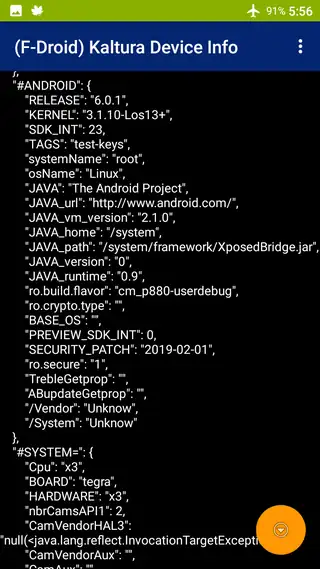 91% 5:56
(F-Droid) Kaltura Device Info
},
"#ANDROID": {
"RELEASE": "6.0.1",
"KERNEL": "3.1.10-Los13+",
"SDK_INT": 23,
"TAGS": "test-keys",
"systemName": "root",
"osName": "Linux",
"JAVA": "The Android Project",
"JAVA_url": "http://www.android.com/",
"JAVA_vm_version": "2.1.0",
"JAVA_home": "/system",
"JAVA_path": "/system/framework/XposedBridge.jar",
"JAVA_version": "0",
"JAVA_runtime": "0.9",
"ro.build.flavor": "cm_p880-userdebug",
"ro.crypto.type": "",
"BASE_OS": "",
"PREVIEW_SDK_INT": 0,
"SECURITY_PATCH": "2019-02-01",
"ro.secure": "1",
"TrebleGetprop": "",
"ABupdateGetprop": "",
"/Vendor": "Unknow",
"/System": "Unknow"
},
"#SYSTEM=": {
"Cpu": "x3",
"BOARD": "tegra",
"HARDWARE": "x3",
"nbrCamsAPI1": 2,
"CamVendorHAL3":
"null(<java.lang.reflect.InvocationTargetExcepti
"CamVendorAux": "",
"CamAux": ""